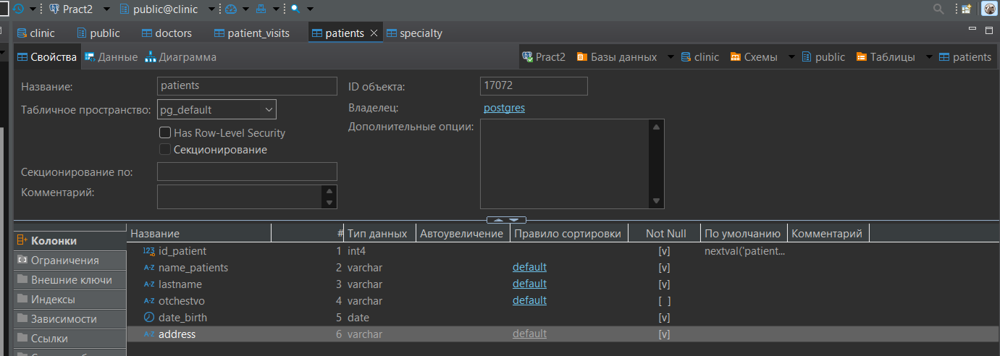 Pract2 public@clinic
clinic public doctors patient_visits patients specialty
Свойства Данные Диаграмма Pract2 Базы данных clinic Схемы public Таблицы patients
Название: patients ID объекта: 17072
Табличное пространство: pg_default Владелец: postgres
Дополнительные опции:
Has Row-Level Security
Секционирование
Секционирование по:
Комментарий:
Колонки
Ограничения
Внешние ключи
Индексы
Зависимости
Ссылки
Название # Тип данных Автоувеличение Правило сортировки Not Null По умолчанию Комментарий
123 id_patient 1 int4 [v] nextval('patient...
A-Z name_patients 2 varchar default [v]
A-Z lastname 3 varchar default [v]
A-Z otchestvo 4 varchar default [ ]
date_birth 5 date [v]
A-Z address 6 varchar default [v]